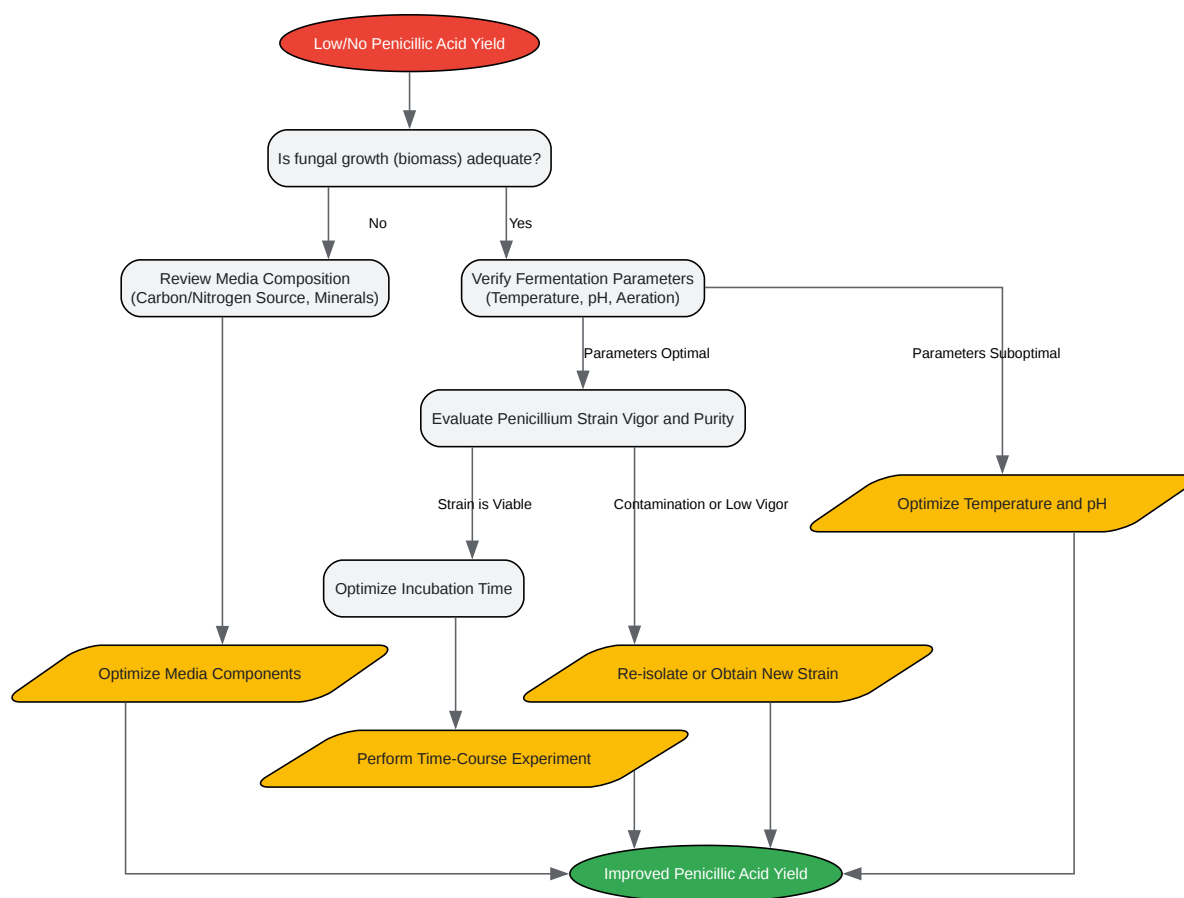 Low/No Penicillic Acid Yield
Is fungal growth (biomass) adequate?
No
Yes
Review Media Composition
(Carbon/Nitrogen Source, Minerals)
Verify Fermentation Parameters
(Temperature, pH, Aeration)
Parameters Optimal
Parameters Suboptimal
Evaluate Penicillium Strain Vigor and Purity
Strain is Viable
Contamination or Low Vigor
Optimize Temperature and pH
Optimize Incubation Time
Optimize Media Components
Re-isolate or Obtain New Strain
Perform Time-Course Experiment
Improved Penicillic Acid Yield